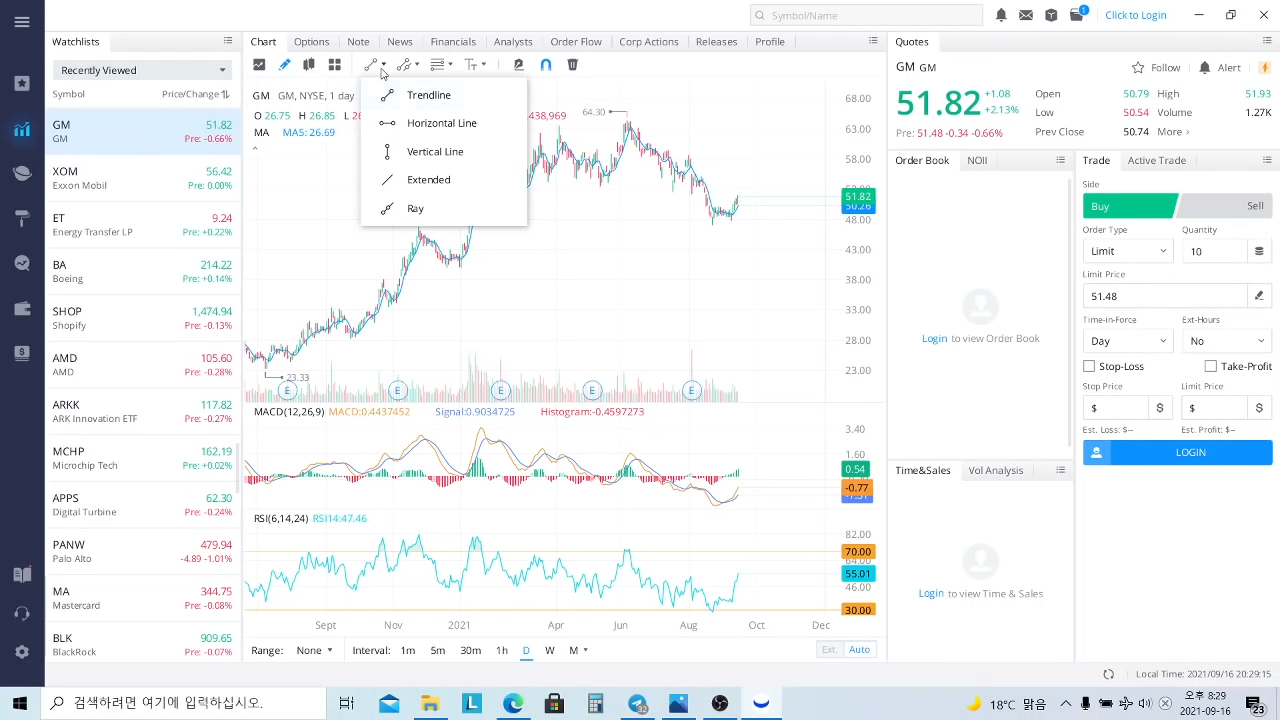 Symbol/Name
1
Click to Login
Watchlists
Recently Viewed
Symbol Price/Change
GM 51.82
GM Pre: -0.66%
XOM 56.42
Exxon Mobil Pre: 0.00%
ET 9.24
Energy Transfer LP Pre: +0.22%
BA 214.22
Boeing Pre: +0.14%
SHOP 1,474.94
Shopify Pre: -0.13%
AMD 105.60
AMD Pre: -0.28%
ARKK 117.82
ARK Innovation ETF Pre: -0.27%
MCHP 162.19
Microchip Tech Pre: +0.02%
APPS 62.30
Digital Turbine Pre: -0.24%
PANW 479.94
Palo Alto -4.89 -1.01%
MA 344.75
Mastercard Pre: -0.08%
BLK 909.65
BlackRock Pre: -0.07%
Chart Options Note News Financials Analysts Order Flow Corp Actions Releases Profile
GM GM, NYSE, 1 day
O 26.75 H 26.85 L 438,969
MA MA5: 26.69
Trendline
Horizontal Line
Vertical Line
Extended
Ray
64.30
23.33
E E E E E
68.00
63.00
58.00
51.82
48.00
43.00
38.00
33.00
28.00
23.00
MACD(12,26,9) MACD:0.4437452 Signal:0.9034725 Histogram:-0.4597273
3.40
1.60
0.54
-0.77
RSI(6,14,24) RSI14:47.46
82.00
70.00
64.00
55.01
46.00
30.00
Sept Nov 2021 Apr Jun Aug Oct Dec
Range: None Interval: 1m 5m 30m 1h D W M Ext. Auto
Quotes
GM GM Follow Alert
51.82 +1.08
+2.13%
Pre: 51.48 -0.34 -0.66%
Open 50.79 High 51.93
Low 50.54 Volume 1.27K
Prev Close 50.74 More
Order Book NOII
Login to view Order Book
Time&Sales Vol Analysis
Login to view Time & Sales
Trade Active Trade
Side
Buy Sell
Order Type Quantity
Limit 10
Limit Price
51.48
Time-in-Force Ext-Hours
Day No
Stop-Loss Take-Profit
Stop Price Limit Price
$ $ $ $
Est. Loss: $-- Est. Profit: $--
LOGIN
Local Time: 2021/09/16 20:29:15
검색하려면 여기에 입력하십시오.
L
32
18°C 맑음
오후 8:29
2021-09-16
23